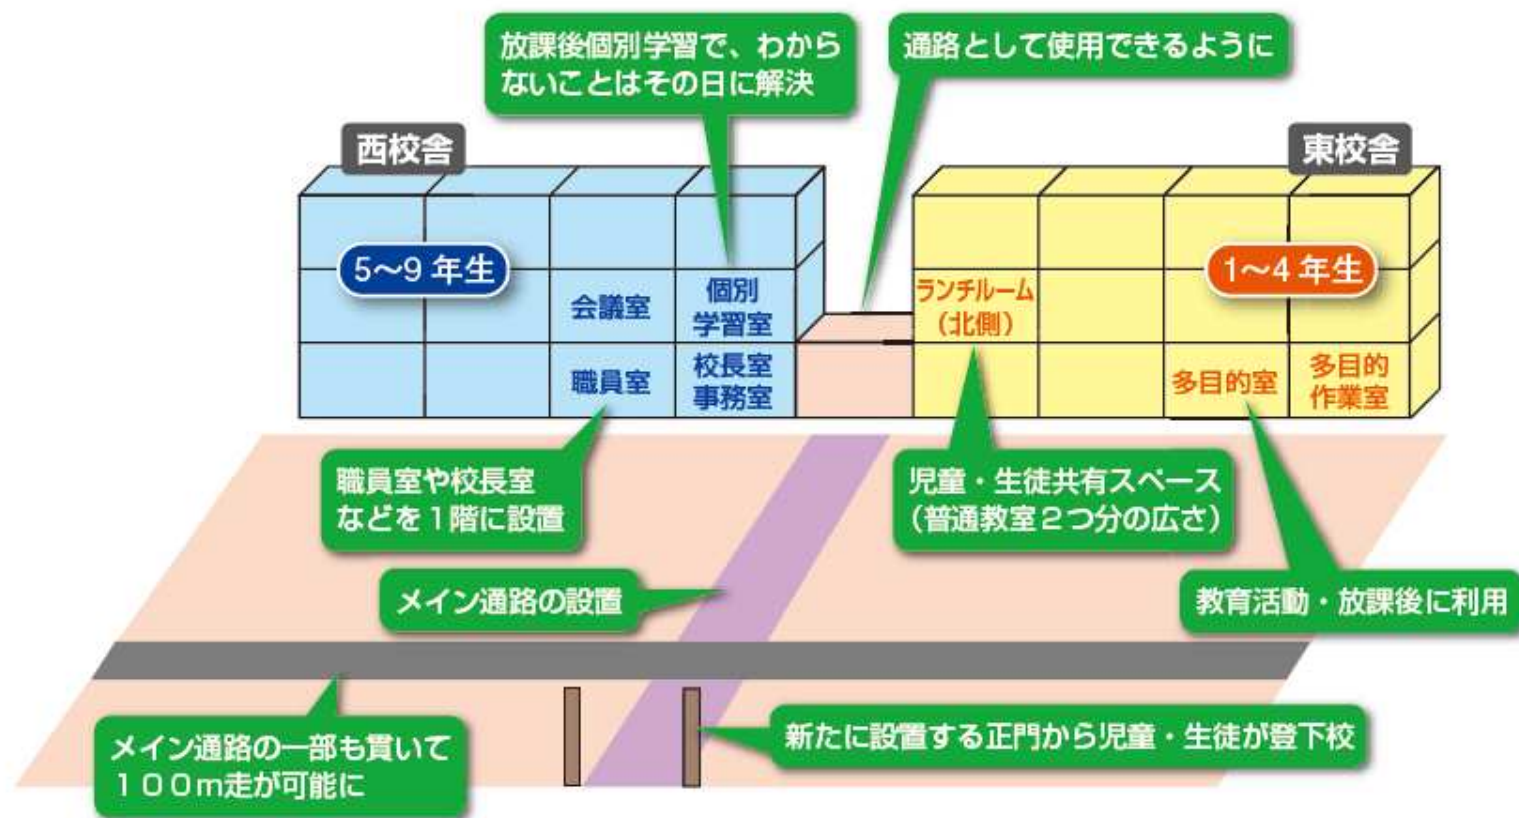 放課後個別学習で、わから
ないことはその日に解決
通路として使用できるように
西校舎
東校舎
5～9 年生
1～4 年生
会議室
個別
学習室
ランチルーム
（北側）
職員室
校長室
事務室
多目的室
多目的
作業室
職員室や校長室
などを１階に設置
児童・生徒共有スペース
（普通教室２つ分の広さ）
メイン通路の設置
教育活動・放課後に利用
メイン通路の一部も貫いて
１００ｍ走が可能に
新たに設置する正門から児童・生徒が登下校